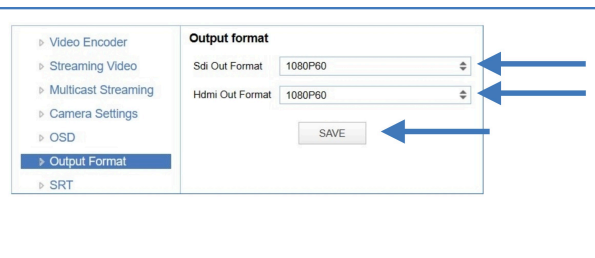 Video Encoder
Streaming Video
Multicast Streaming
Camera Settings
OSD
Output Format
SRT
Output format
Sdi Out Format 1080P60
Hdmi Out Format 1080P60
SAVE